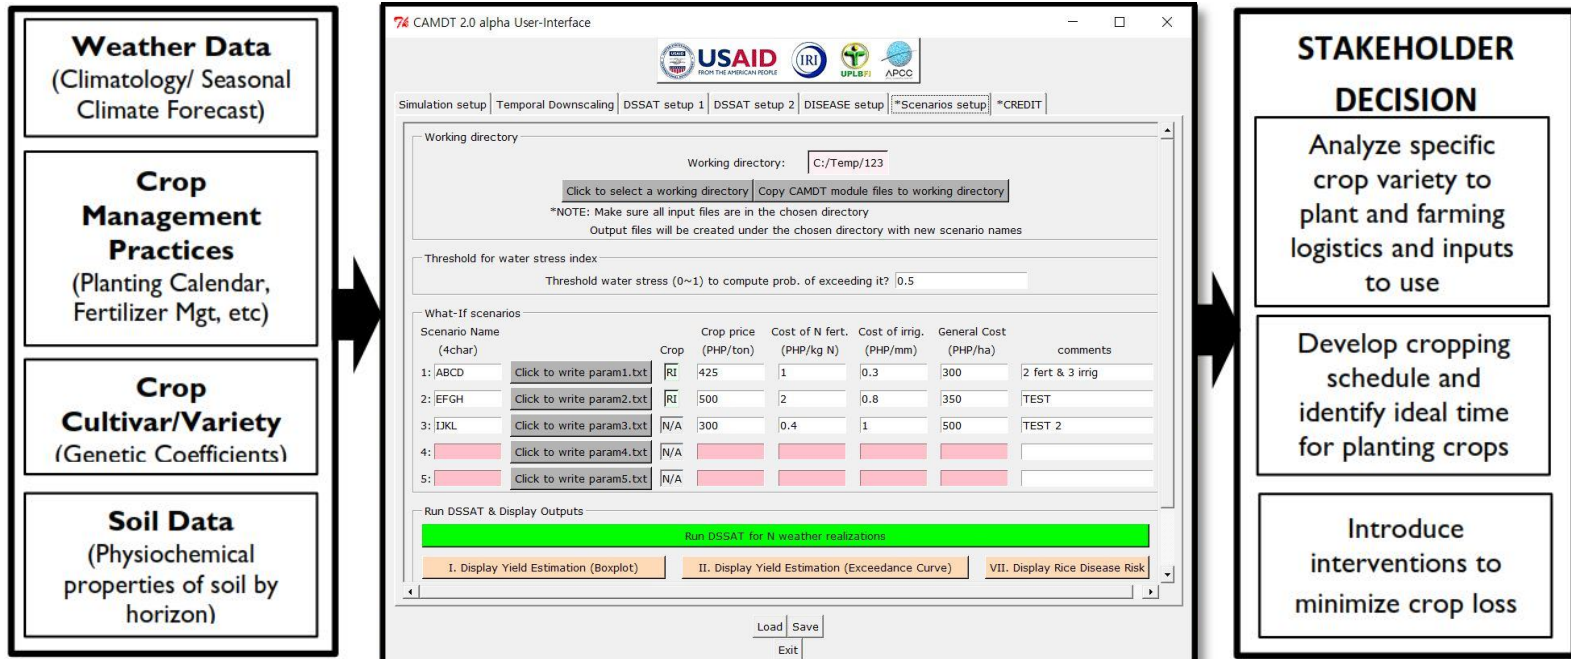 Weather Data
(Climatology/ Seasonal
Climate Forecast)
Crop
Management
Practices
(Planting Calendar,
Fertilizer Mgt, etc)
Crop
Cultivar/Variety
(Genetic Coefficients)
Soil Data
(Physiochemical
properties of soil by
horizon)
CAMDT 2.0 alpha User-Interface
USAID
USAID
FROM THE AMERICAN PEOPLE
IRI
UPLBFI
APCC
Simulation setup Temporal Downscaling DSSAT setup 1 DSSAT setup 2 DISEASE setup *Scenarios setup *CREDIT
Working directory
Working directory: C:/Temp/123
Click to select a working directory Copy CAMDT module files to working directory
*NOTE: Make sure all input files are in the chosen directory
Output files will be created under the chosen directory with new scenario names
Threshold for water stress index
Threshold water stress (0~1) to compute prob. of exceeding it? 0.5
What-If scenarios
Scenario Name Crop price Cost of N fert. Cost of irrig. General Cost
(4char) Crop (PHP/ton) (PHP/kg N) (PHP/mm) (PHP/ha) comments
1: ABCD Click to write param1.txt RI 425 1 0.3 300 2 fert & 3 irrig
2: EFGH Click to write param2.txt RI 500 2 0.8 350 TEST
3: IJKL Click to write param3.txt N/A 300 0.4 1 500 TEST 2
4: Click to write param4.txt N/A
5: Click to write param5.txt N/A
Run DSSAT & Display Outputs
Run DSSAT for N weather realizations
I. Display Yield Estimation (Boxplot) II. Display Yield Estimation (Exceedance Curve) VII. Display Rice Disease Risk
Load Save
Exit
STAKEHOLDER
DECISION
Analyze specific
crop variety to
plant and farming
logistics and inputs
to use
Develop cropping
schedule and
identify ideal time
for planting crops
Introduce
interventions to
minimize crop loss